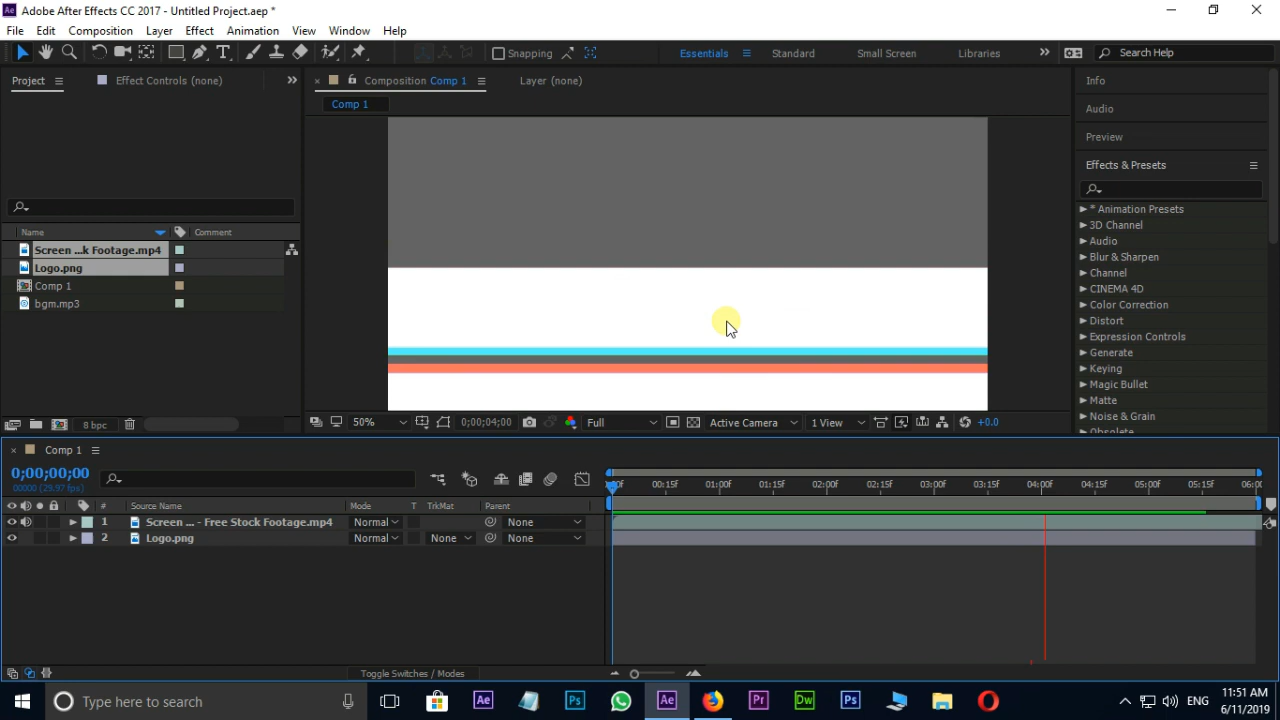 Adobe After Effects CC 2017 - Untitled Project.aep *
File Edit Composition Layer Effect Animation View Window Help
Snapping Essentials Standard Small Screen Libraries Search Help
Project Effect Controls (none) Composition Comp 1 Layer (none) Info
Comp 1
Audio
Preview
Effects & Presets
* Animation Presets
3D Channel
Audio
Blur & Sharpen
Channel
CINEMA 4D
Color Correction
Distort
Expression Controls
Generate
Keying
Magic Bullet
Matte
Noise & Grain
Obsolete
Name Comment
Screen ...k Footage.mp4
Logo.png
Comp 1
bgm.mp3
8 bpc 50% 0;00;04;00 Full Active Camera 1 View +0.0
Comp 1
0;00;00;00
00000 (29.97 fps)
:00F 00:15F 01:00F 01:15F 02:00F 02:15F 03:00F 03:15F 04:00F 04:15F 05:00F 05:15F 06:00
# Source Name Mode T TrkMat Parent
1 Screen ... - Free Stock Footage.mp4 Normal None
2 Logo.png Normal None None
Toggle Switches / Modes
Type here to search ENG 11:51 AM
6/11/2019